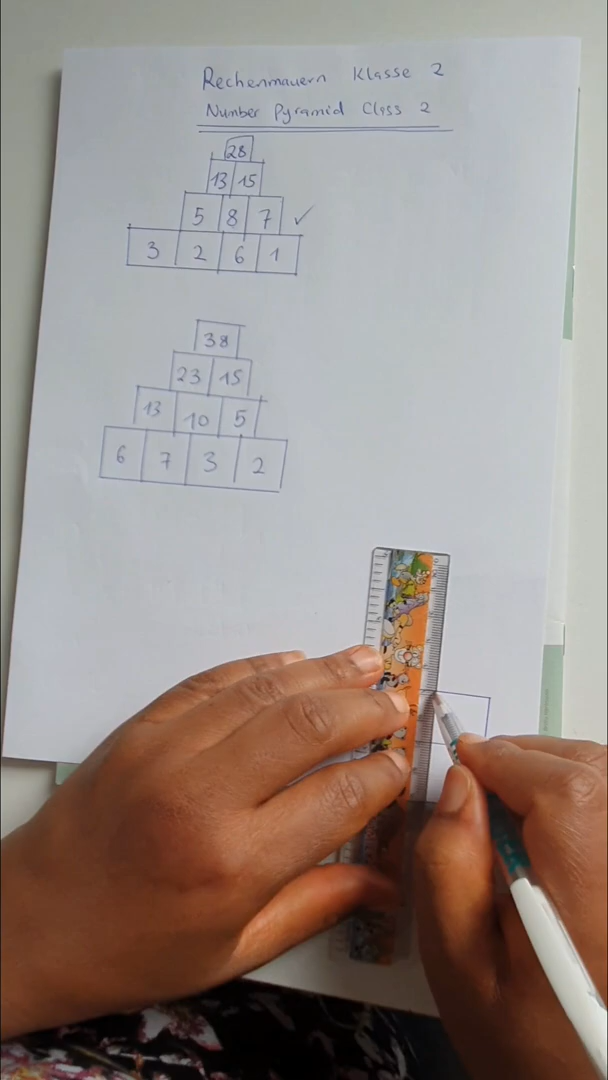 Rechenmauern Klasse 2
Number Pyramid Class 2
28
13 15
5 8 7 ✓
3 2 6 1
38
23 15
13 10 5
6 7 3 2